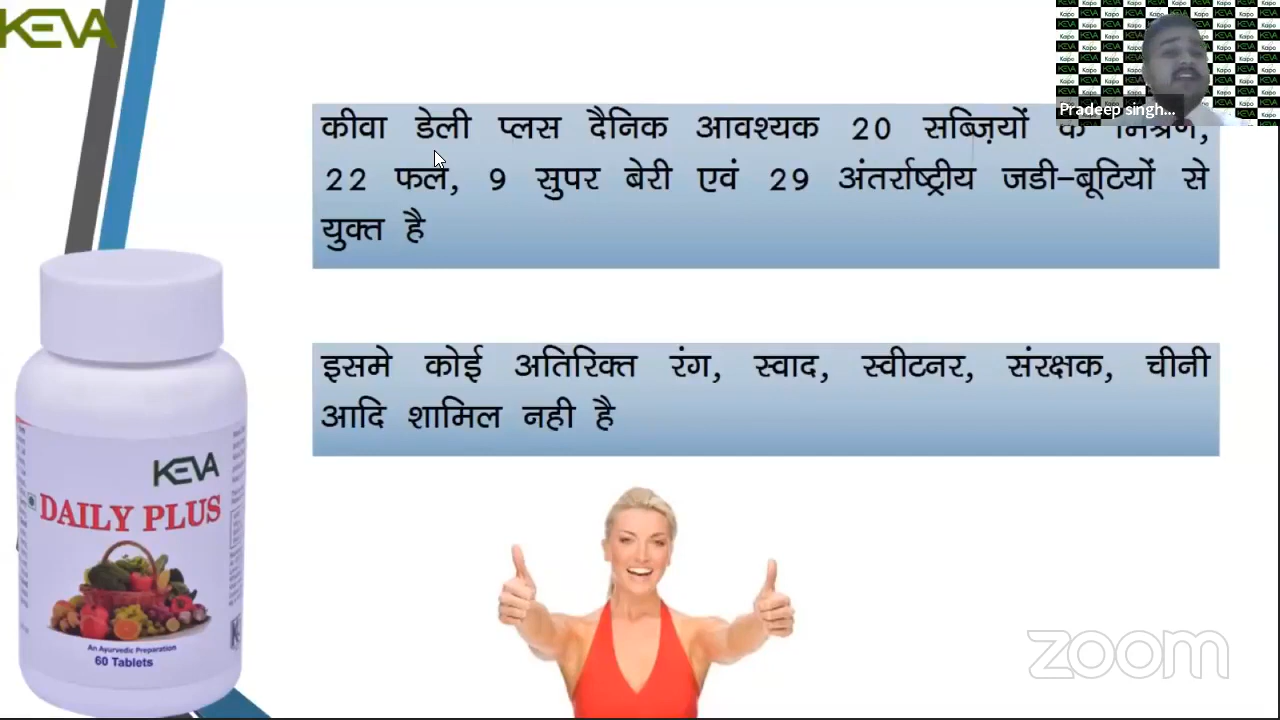 KEVA
Pradeep singh...
कीवा डेली प्लस दैनिक आवश्यक 20 सब्ज़ियों के मिश्रण,
22 फल, 9 सुपर बेरी एवं 29 अंतर्राष्ट्रीय जडी-बूटियों से
युक्त है
इसमे कोई अतिरिक्त रंग, स्वाद, स्वीटनर, संरक्षक, चीनी
आदि शामिल नही है
KEVA
DAILY PLUS
An Ayurvedic Preparation
60 Tablets
zoom